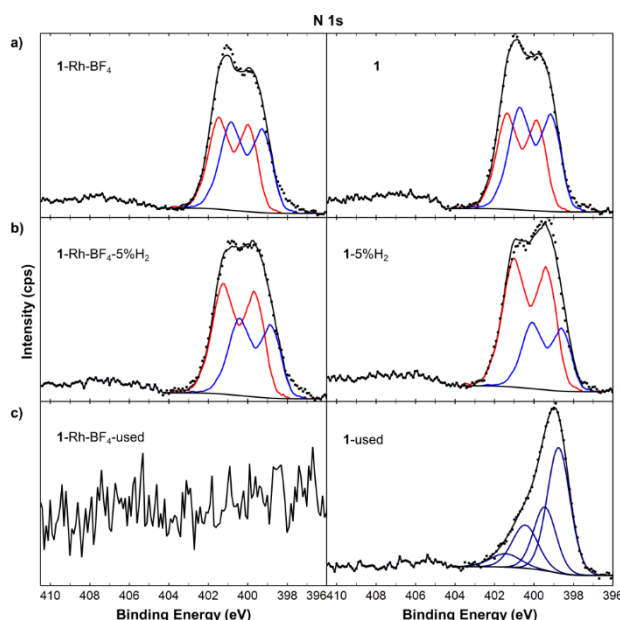 N 1s
a)
1-Rh-BF4
1
b)
1-Rh-BF4-5%H2
1-5%H2
c)
1-Rh-BF4-used
1-used
Intensity (cps)
410 408 406 404 402 400 398 396
410 408 406 404 402 400 398 396
Binding Energy (eV)
Binding Energy (eV)